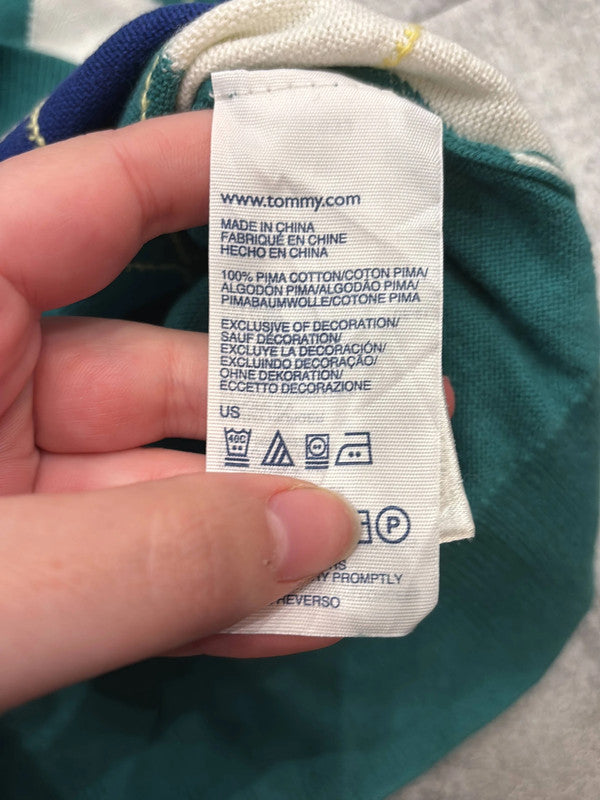 www.tommy.com
MADE IN CHINA
FABRIQUÉ EN CHINE
HECHO EN CHINA
100% PIMA COTTON/COTON PIMA/
ALGODÓN PIMA/ALGODÃO PIMA/
PIMABAUMWOLLE/COTONE PIMA
EXCLUSIVE OF DECORATION/
SAUF DÉCORATION/
EXCLUYE LA DECORACIÓN/
EXCLUINDO DECORAÇÃO/
OHNE DEKORATION/
ECCETTO DECORAZIONE
US
40C
P
PROMPTLY
REVERSO